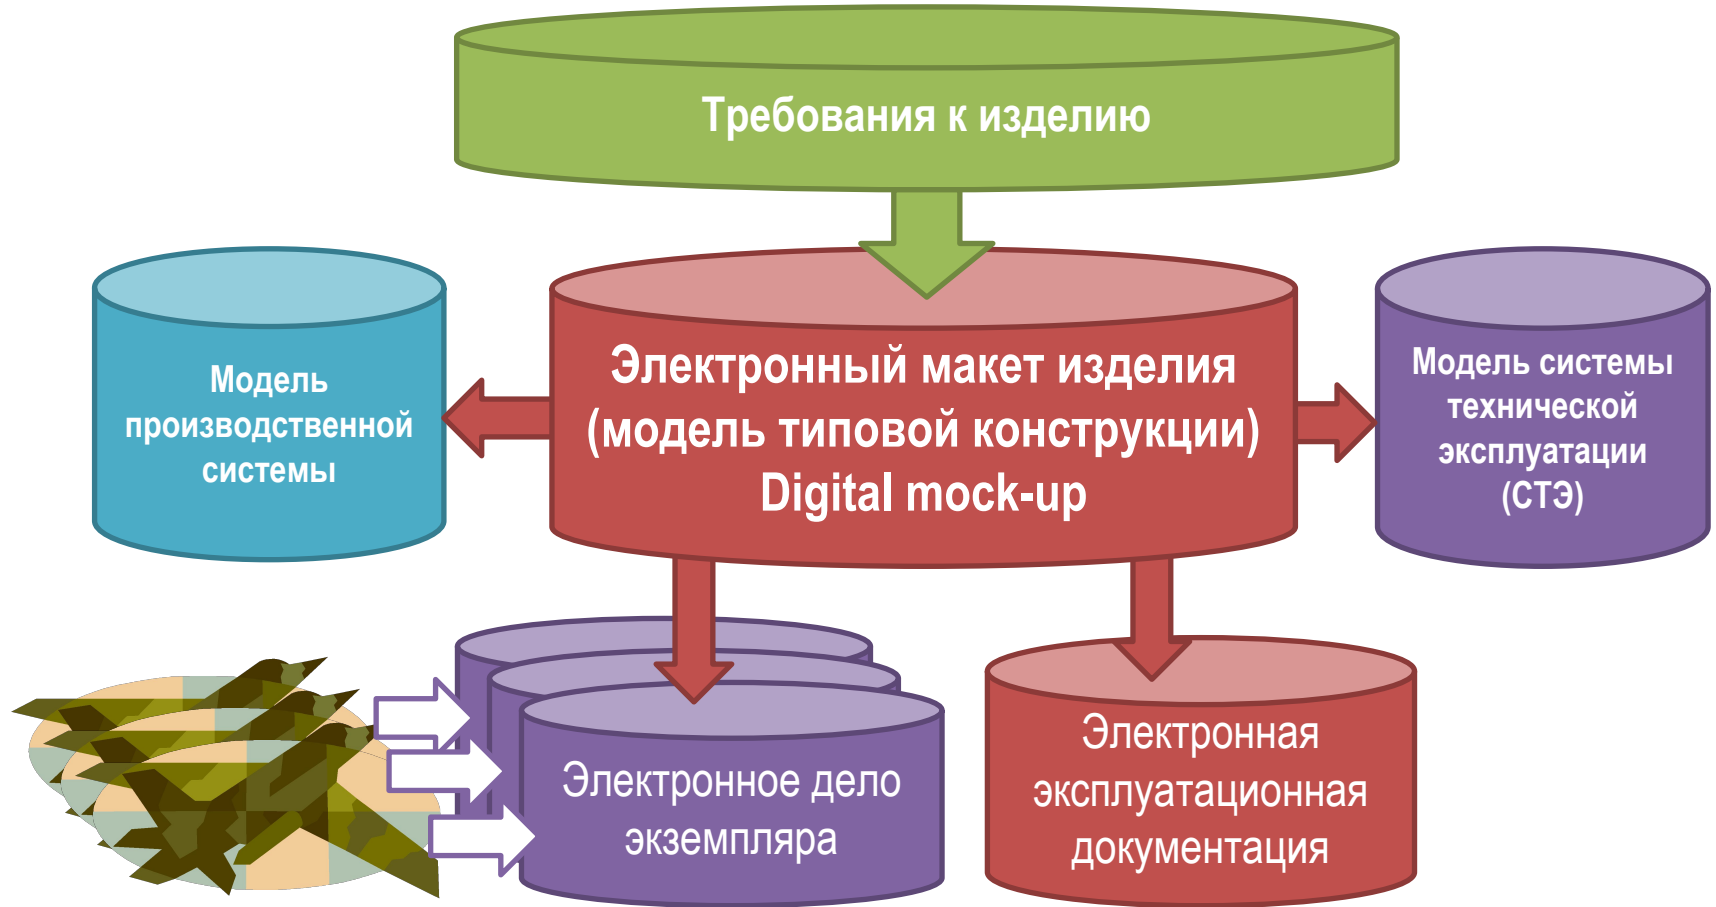 Требования к изделию
Модель
производственной
системы
Электронный макет изделия
(модель типовой конструкции)
Digital mock-up
Модель системы
технической
эксплуатации
(СТЭ)
Электронное дело
экземпляра
Электронная
эксплуатационная
документация